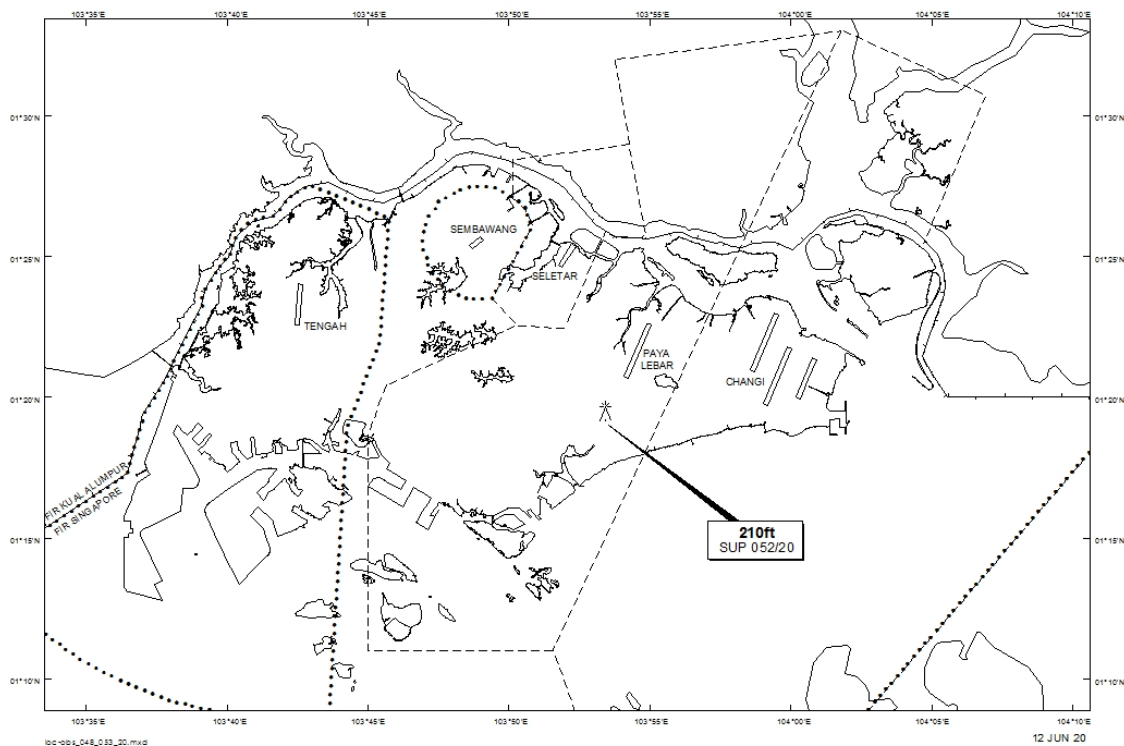 103°35'E 103°40'E 103°45'E 103°50'E 103°55'E 104°00'E 104°05'E 104°10'E
01°30'N 01°30'N
SEMBAWANG
01°25'N 01°25'N
SELETAR
TENGAH
PAYA
LEBAR
CHANGI
01°20'N 01°20'N
FIR KUALA LUMPUR
FIR SINGAPORE
210ft
SUP 052/20
01°15'N 01°15'N
01°10'N 01°10'N
103°35'E 103°40'E 103°45'E 103°50'E 103°55'E 104°00'E 104°05'E 104°10'E
loc-obs_048_053_20.mxd
12 JUN 20